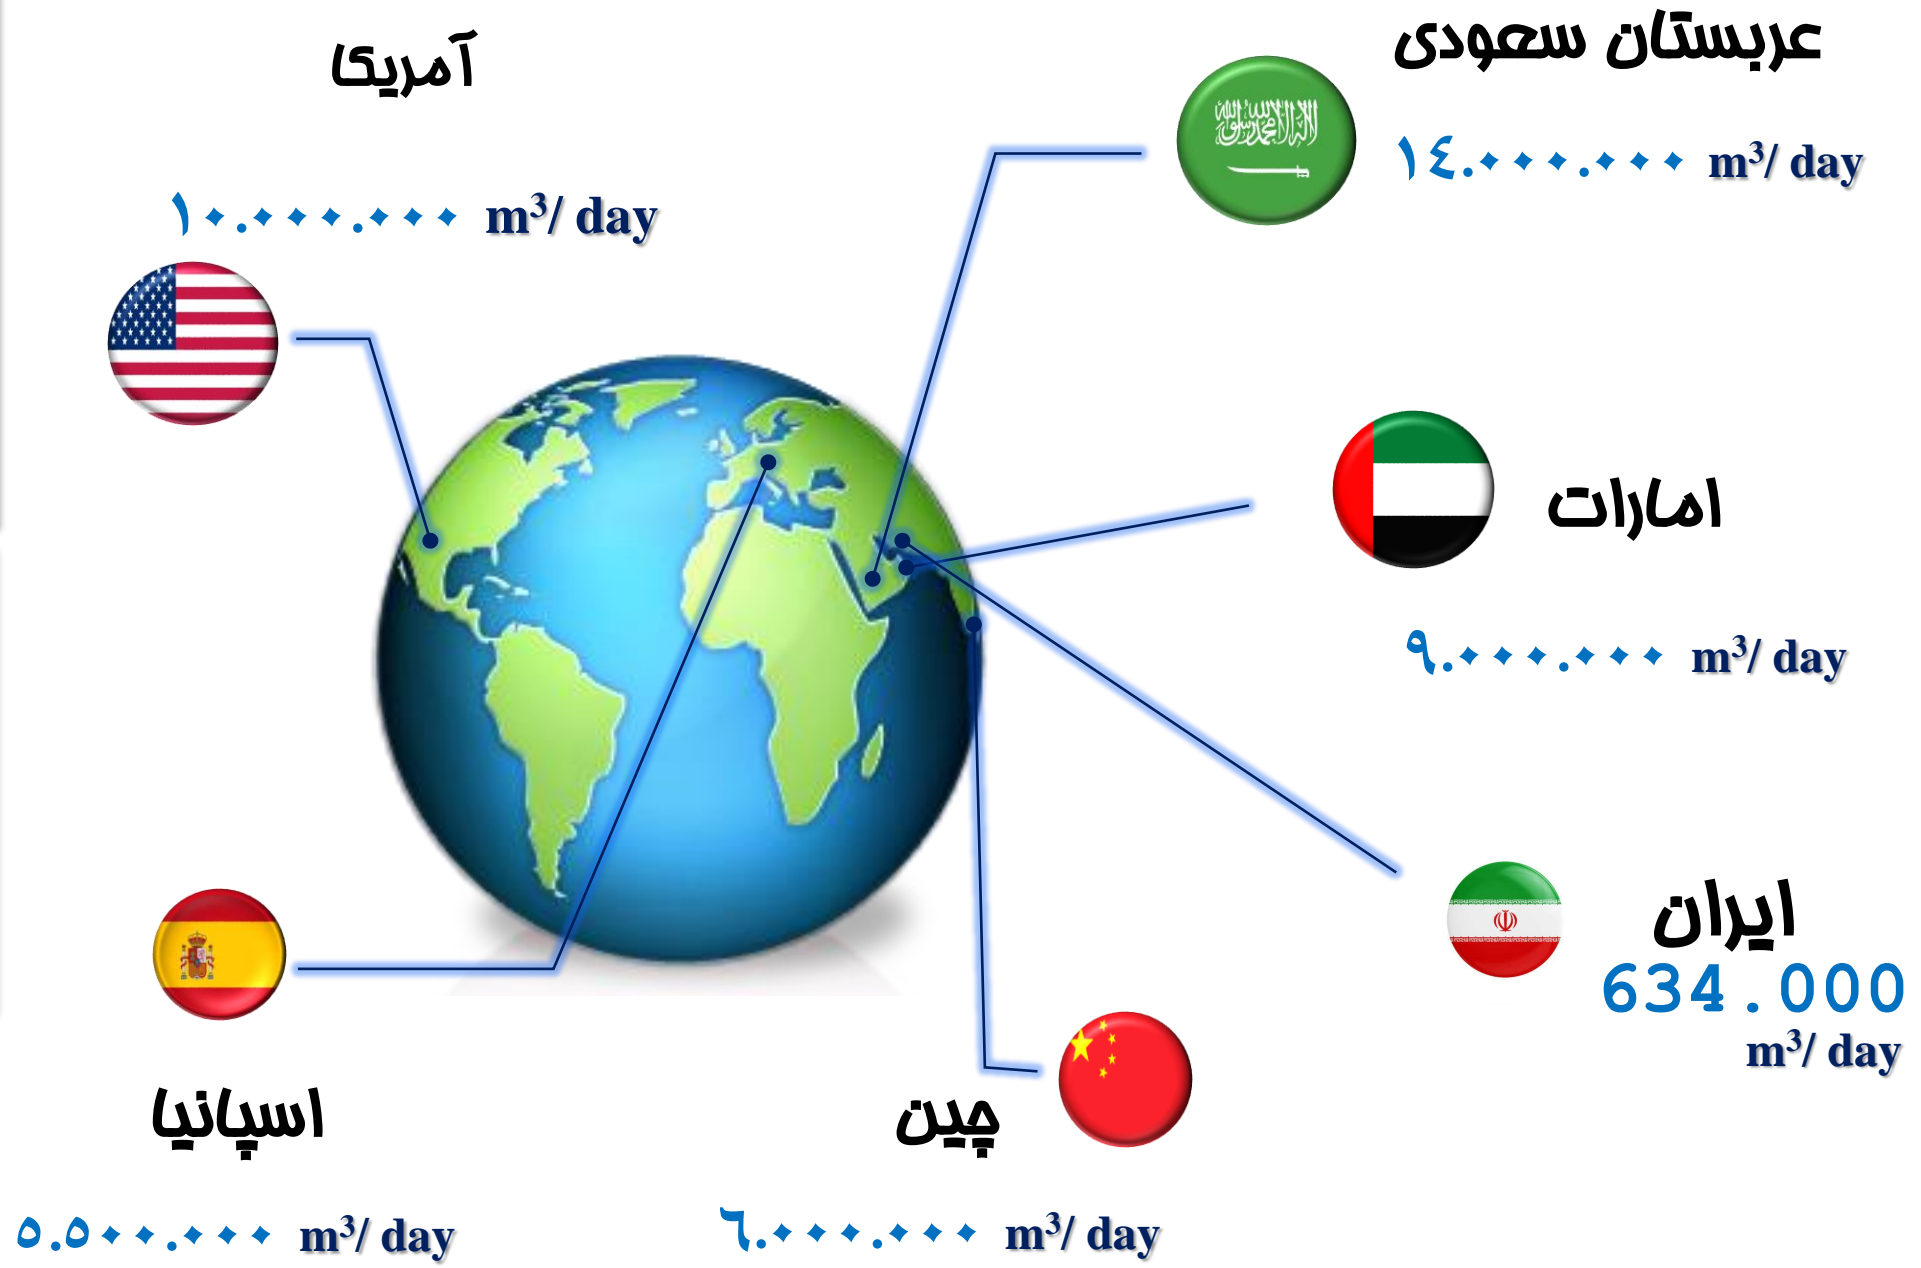 آمریکا
١٠.٠٠٠.٠٠٠ m³/ day
عربستان سعودی
١٤.٠٠٠.٠٠٠ m³/ day
امارات
٩.٠٠٠.٠٠٠ m³/ day
ایران
634.000
m³/ day
اسپانیا
٥.٥٠٠.٠٠٠ m³/ day
چین
٦.٠٠٠.٠٠٠ m³/ day